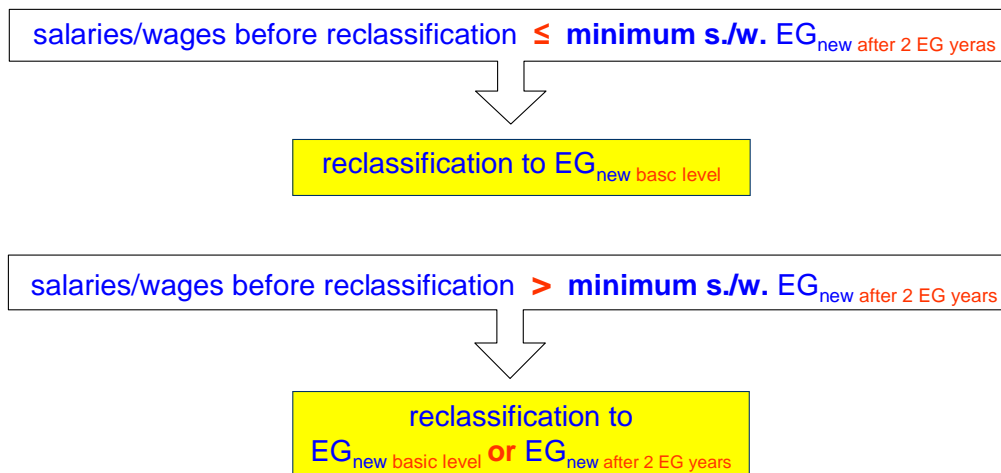 salaries/wages before reclassification ≤ minimum s./w. EGnew after 2 EG yeras
reclassification to EGnew basc level
salaries/wages before reclassification > minimum s./w. EGnew after 2 EG years
reclassification to
EGnew basic level or EGnew after 2 EG years